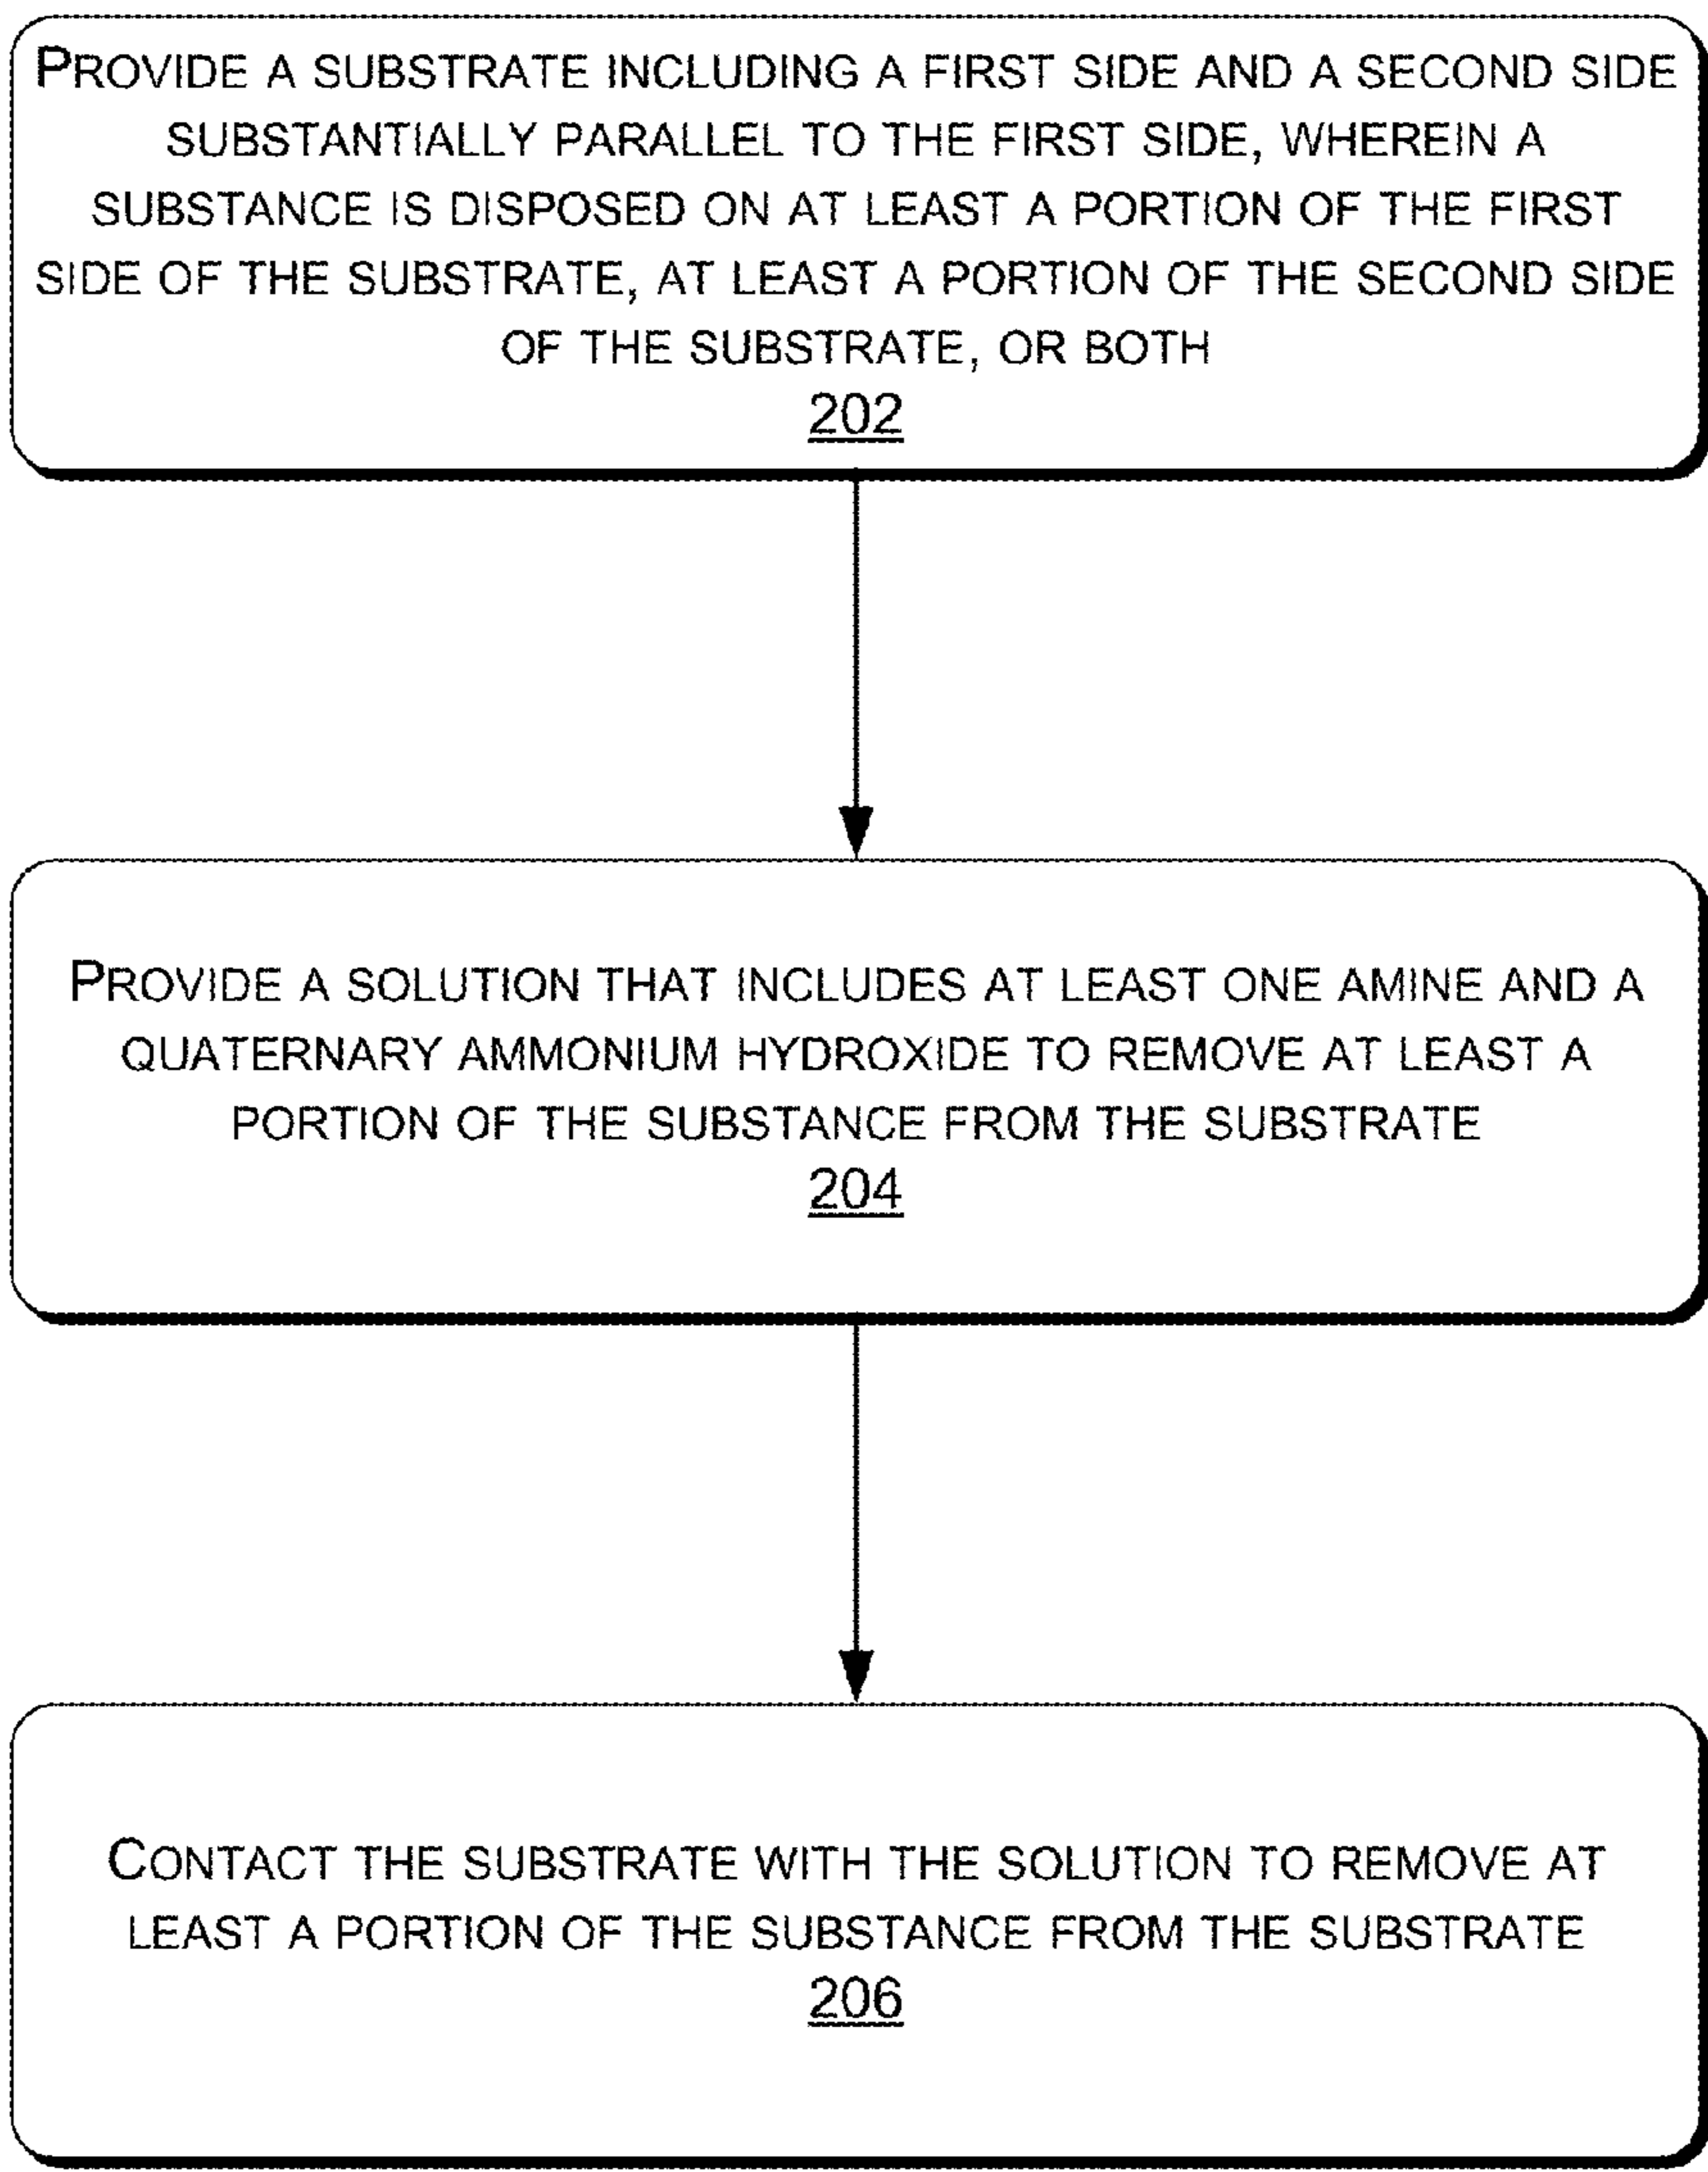 PROVIDE A SUBSTRATE INCLUDING A FIRST SIDE AND A SECOND SIDE
SUBSTANTIALLY PARALLEL TO THE FIRST SIDE, WHEREIN A
SUBSTANCE IS DISPOSED ON AT LEAST A PORTION OF THE FIRST
SIDE OF THE SUBSTRATE, AT LEAST A PORTION OF THE SECOND SIDE
OF THE SUBSTRATE, OR BOTH
202
PROVIDE A SOLUTION THAT INCLUDES AT LEAST ONE AMINE AND A
QUATERNARY AMMONIUM HYDROXIDE TO REMOVE AT LEAST A
PORTION OF THE SUBSTANCE FROM THE SUBSTRATE
204
CONTACT THE SUBSTRATE WITH THE SOLUTION TO REMOVE AT
LEAST A PORTION OF THE SUBSTANCE FROM THE SUBSTRATE
206